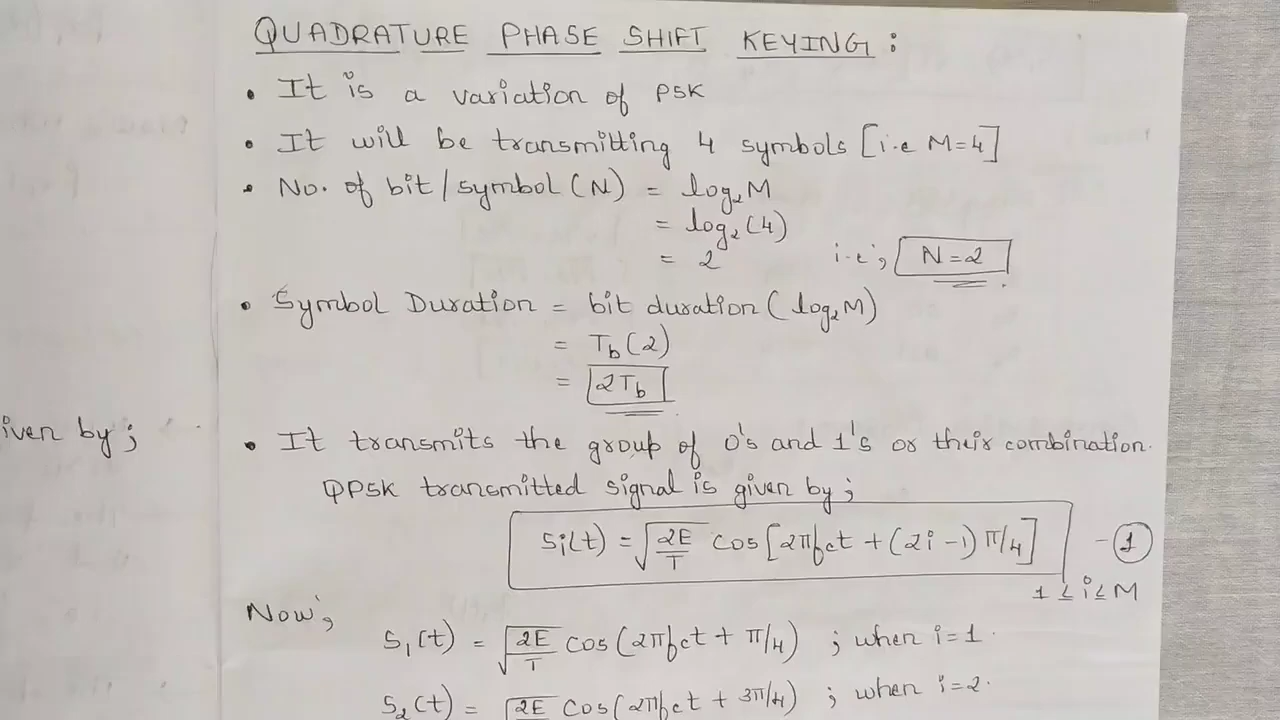 QUADRATURE PHASE SHIFT KEYING :
• It is a variation of PSK
• It will be transmitting 4 symbols [i.e M=4]
• No. of bit/symbol (N) = log₂M
= log₂(4)
= 2 i.e; N=2
• Symbol Duration = bit duration (log₂M)
= Tb(2)
= 2Tb
iven by;
• It transmits the group of 0's and 1's or their combination.
QPSK transmitted signal is given by;
Si(t) = √2E/T cos[2πfct + (2i-1)π/4] - 1
1 ≤ i ≤ M
Now;
S₁(t) = √2E/T cos(2πfct + π/4) ; when i=1.
S₂(t) = √2E cos(2πfct + 3π/4) ; when i=2.